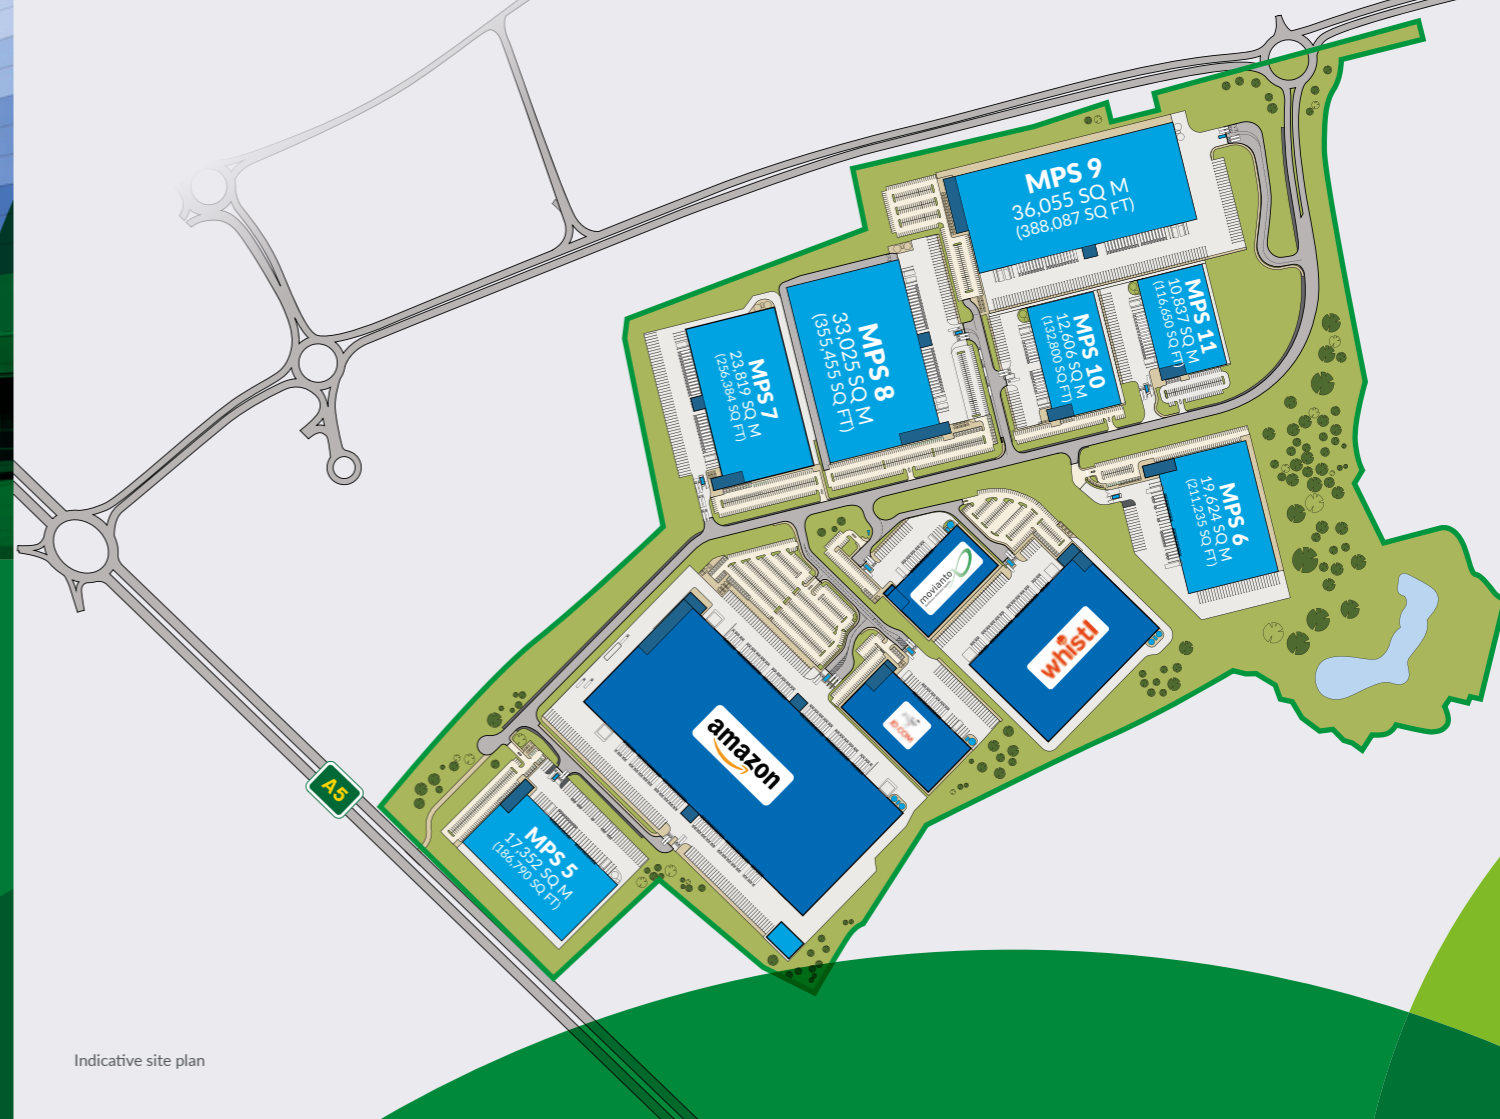 MPS 9
36,055 SQ M
(388,087 SQ FT)
MPS 11
10,837 SQ M
(116,650 SQ FT)
MPS 10
12,606 SQ M
(132,800 SQ FT)
MPS 8
33,025 SQ M
(355,455 SQ FT)
MPS 7
23,819 SQ M
(256,384 SQ FT)
MPS 6
19,624 SQ M
(211,235 SQ FT)
movianto
whistl
amazon
A5
MPS 5
17,352 SQ M
(186,790 SQ FT)
Indicative site plan